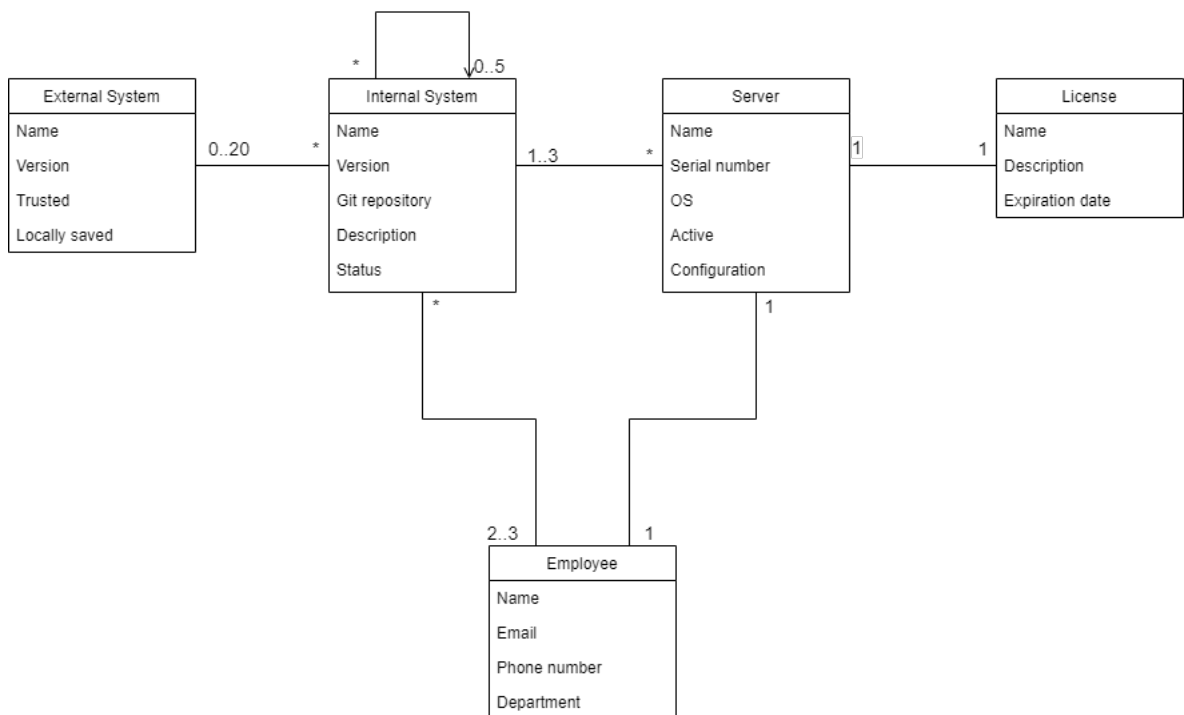 * 0..5
External System
Name
Version
Trusted
Locally saved
0..20 *
Internal System
Name
Version
Git repository
Description
Status
1..3 *
Server
Name
Serial number
OS
Active
Configuration
1 1
License
Name
Description
Expiration date
* 1
2..3 1
Employee
Name
Email
Phone number
Department